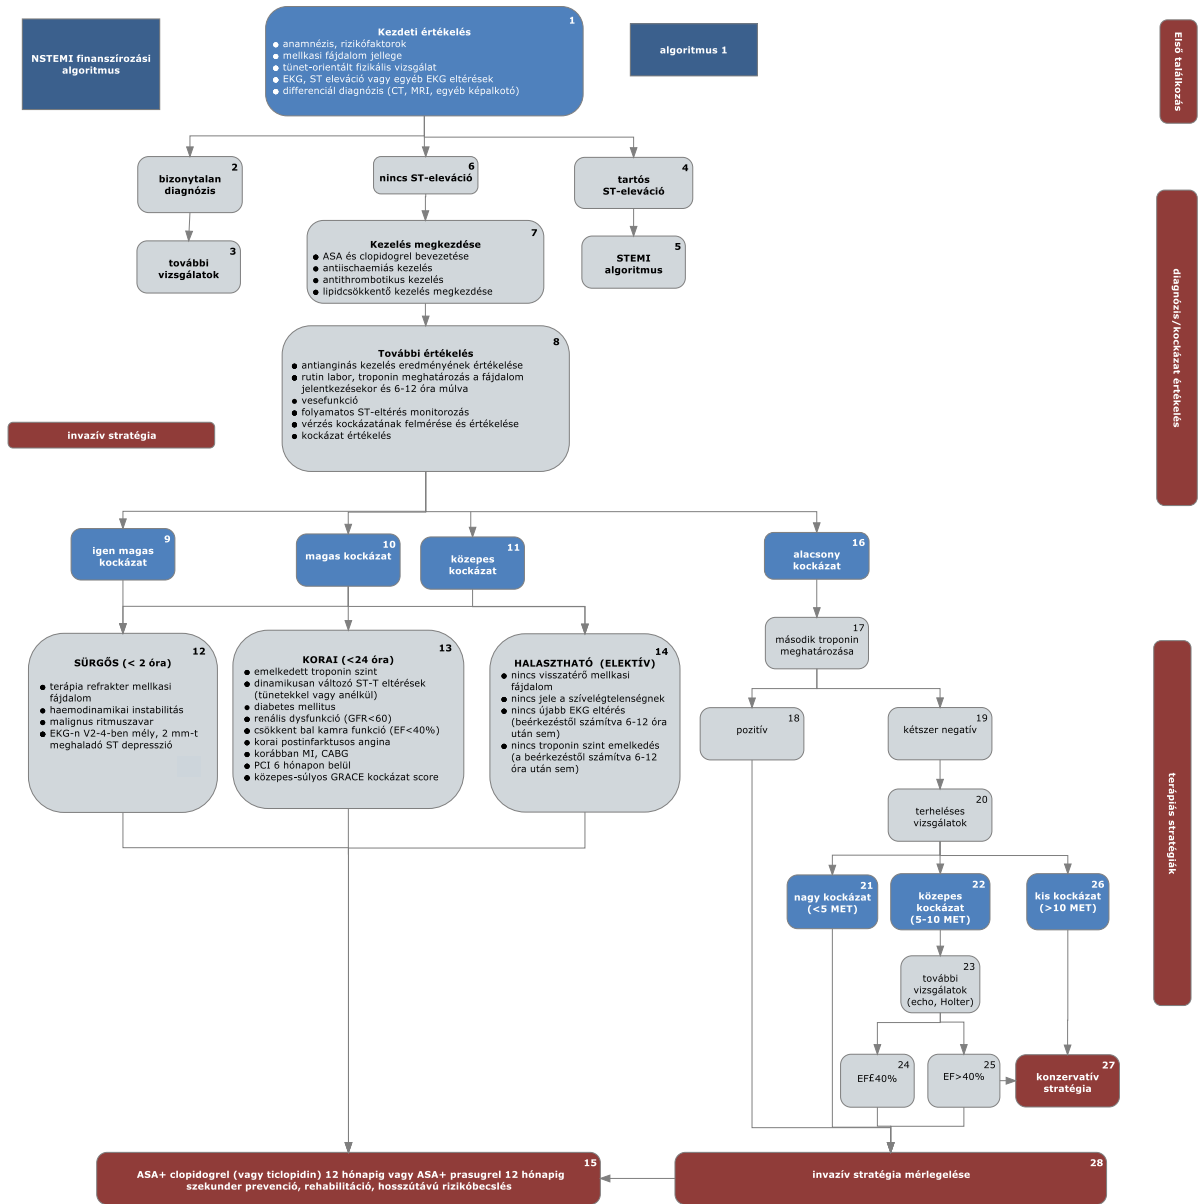 NSTEMI finanszírozási
algoritmus
1
Kezdeti értékelés
● anamnézis, rizikófaktorok
● mellkasi fájdalom jellege
● tünet-orientált fizikális vizsgálat
● EKG, ST eleváció vagy egyéb EKG eltérések
● differenciál diagnózis (CT, MRI, egyéb képalkotó)
algoritmus 1
Első találkozás
2
bizonytalan
diagnózis
6
nincs ST-eleváció
4
tartós
ST-eleváció
3
további
vizsgálatok
7
Kezelés megkezdése
● ASA és clopidogrel bevezetése
● antiischaemiás kezelés
● antithrombotikus kezelés
● lipidcsökkentő kezelés megkezdése
5
STEMI
algoritmus
diagnózis/kockázat értékelés
8
További értékelés
● antianginás kezelés eredményének értékelése
● rutin labor, troponin meghatározás a fájdalom
jelentkezésekor és 6-12 óra múlva
● vesefunkció
● folyamatos ST-eltérés monitorozás
● vérzés kockázatának felmérése és értékelése
● kockázat értékelés
invazív stratégia
9
igen magas
kockázat
10
magas kockázat
11
közepes
kockázat
16
alacsony
kockázat
12
SÜRGŐS (< 2 óra)
● terápia refrakter mellkasi
fájdalom
● haemodinamikai instabilitás
● malignus ritmuszavar
● EKG-n V2-4-ben mély, 2 mm-t
meghaladó ST depresszió
13
KORAI (<24 óra)
● emelkedett troponin szint
● dinamikusan változó ST-T eltérések
(tünetekkel vagy anélkül)
● diabetes mellitus
● renális dysfunkció (GFR<60)
● csökkent bal kamra funkció (EF<40%)
● korai postinfarktusos angina
● korábban MI, CABG
● PCI 6 hónapon belül
● közepes-súlyos GRACE kockázat score
14
HALASZTHATÓ (ELEKTÍV)
● nincs visszatérő mellkasi
fájdalom
● nincs jele a szívelégtelenségnek
● nincs újabb EKG eltérés
(beérkezéstől számítva 6-12 óra
után sem)
● nincs troponin szint emelkedés
(a beérkezéstől számítva 6-12
óra után sem)
17
második troponin
meghatározása
terápiás stratégiák
18
pozitív
19
kétszer negatív
20
terheléses
vizsgálatok
21
nagy kockázat
(<5 MET)
22
közepes
kockázat
(5-10 MET)
26
kis kockázat
(>10 MET)
23
további
vizsgálatok
(echo, Holter)
24
EF£40%
25
EF>40%
27
konzervatív
stratégia
15
ASA+ clopidogrel (vagy ticlopidin) 12 hónapig vagy ASA+ prasugrel 12 hónapig
szekunder prevenció, rehabilitáció, hosszútávú rizikóbecslés
28
invazív stratégia mérlegelése